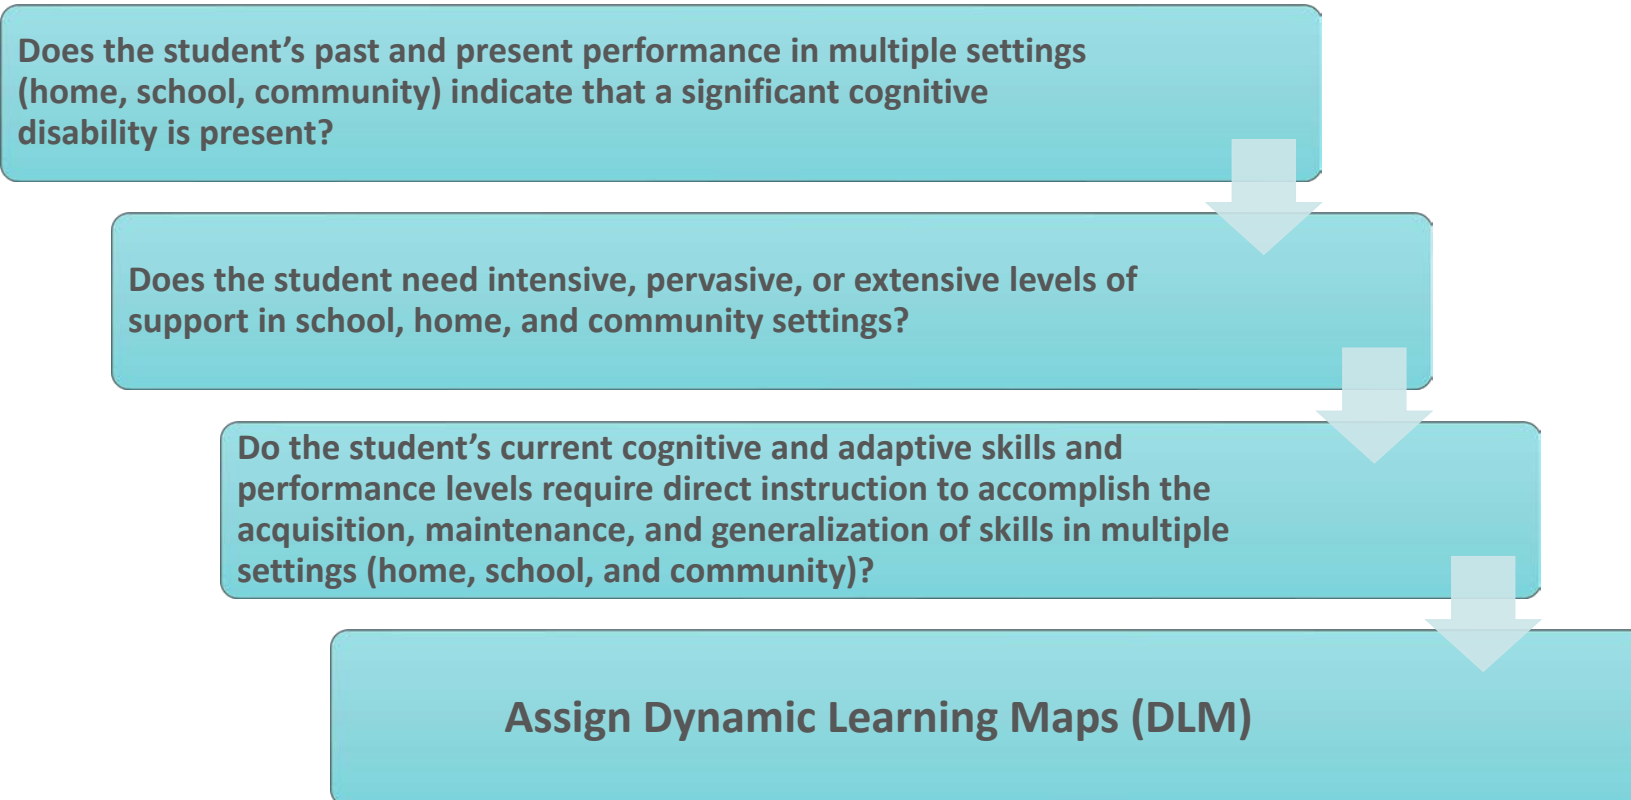 Does the student’s past and present performance in multiple settings
(home, school, community) indicate that a significant cognitive
disability is present?
Does the student need intensive, pervasive, or extensive levels of
support in school, home, and community settings?
Do the student’s current cognitive and adaptive skills and
performance levels require direct instruction to accomplish the
acquisition, maintenance, and generalization of skills in multiple
settings (home, school, and community)?
Assign Dynamic Learning Maps (DLM)